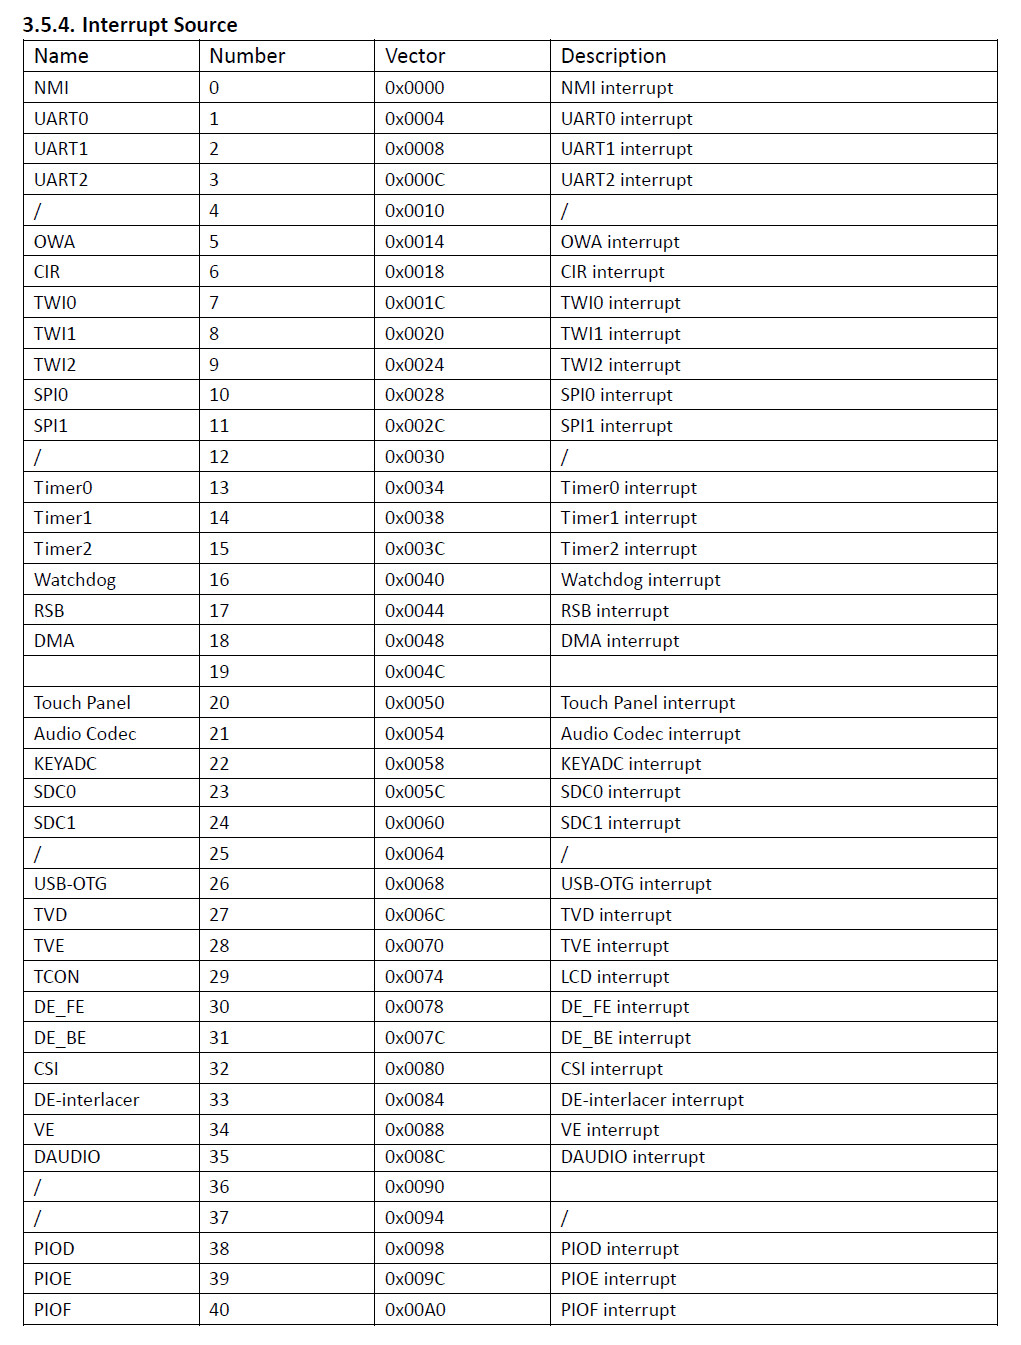 3.5.4. Interrupt Source
Name Number Vector Description
NMI 0 0x0000 NMI interrupt
UART0 1 0x0004 UART0 interrupt
UART1 2 0x0008 UART1 interrupt
UART2 3 0x000C UART2 interrupt
/ 4 0x0010 /
OWA 5 0x0014 OWA interrupt
CIR 6 0x0018 CIR interrupt
TWI0 7 0x001C TWI0 interrupt
TWI1 8 0x0020 TWI1 interrupt
TWI2 9 0x0024 TWI2 interrupt
SPI0 10 0x0028 SPI0 interrupt
SPI1 11 0x002C SPI1 interrupt
/ 12 0x0030 /
Timer0 13 0x0034 Timer0 interrupt
Timer1 14 0x0038 Timer1 interrupt
Timer2 15 0x003C Timer2 interrupt
Watchdog 16 0x0040 Watchdog interrupt
RSB 17 0x0044 RSB interrupt
DMA 18 0x0048 DMA interrupt
19 0x004C
Touch Panel 20 0x0050 Touch Panel interrupt
Audio Codec 21 0x0054 Audio Codec interrupt
KEYADC 22 0x0058 KEYADC interrupt
SDC0 23 0x005C SDC0 interrupt
SDC1 24 0x0060 SDC1 interrupt
/ 25 0x0064 /
USB-OTG 26 0x0068 USB-OTG interrupt
TVD 27 0x006C TVD interrupt
TVE 28 0x0070 TVE interrupt
TCON 29 0x0074 LCD interrupt
DE_FE 30 0x0078 DE_FE interrupt
DE_BE 31 0x007C DE_BE interrupt
CSI 32 0x0080 CSI interrupt
DE-interlacer 33 0x0084 DE-interlacer interrupt
VE 34 0x0088 VE interrupt
DAUDIO 35 0x008C DAUDIO interrupt
/ 36 0x0090
/ 37 0x0094 /
PIOD 38 0x0098 PIOD interrupt
PIOE 39 0x009C PIOE interrupt
PIOF 40 0x00A0 PIOF interrupt